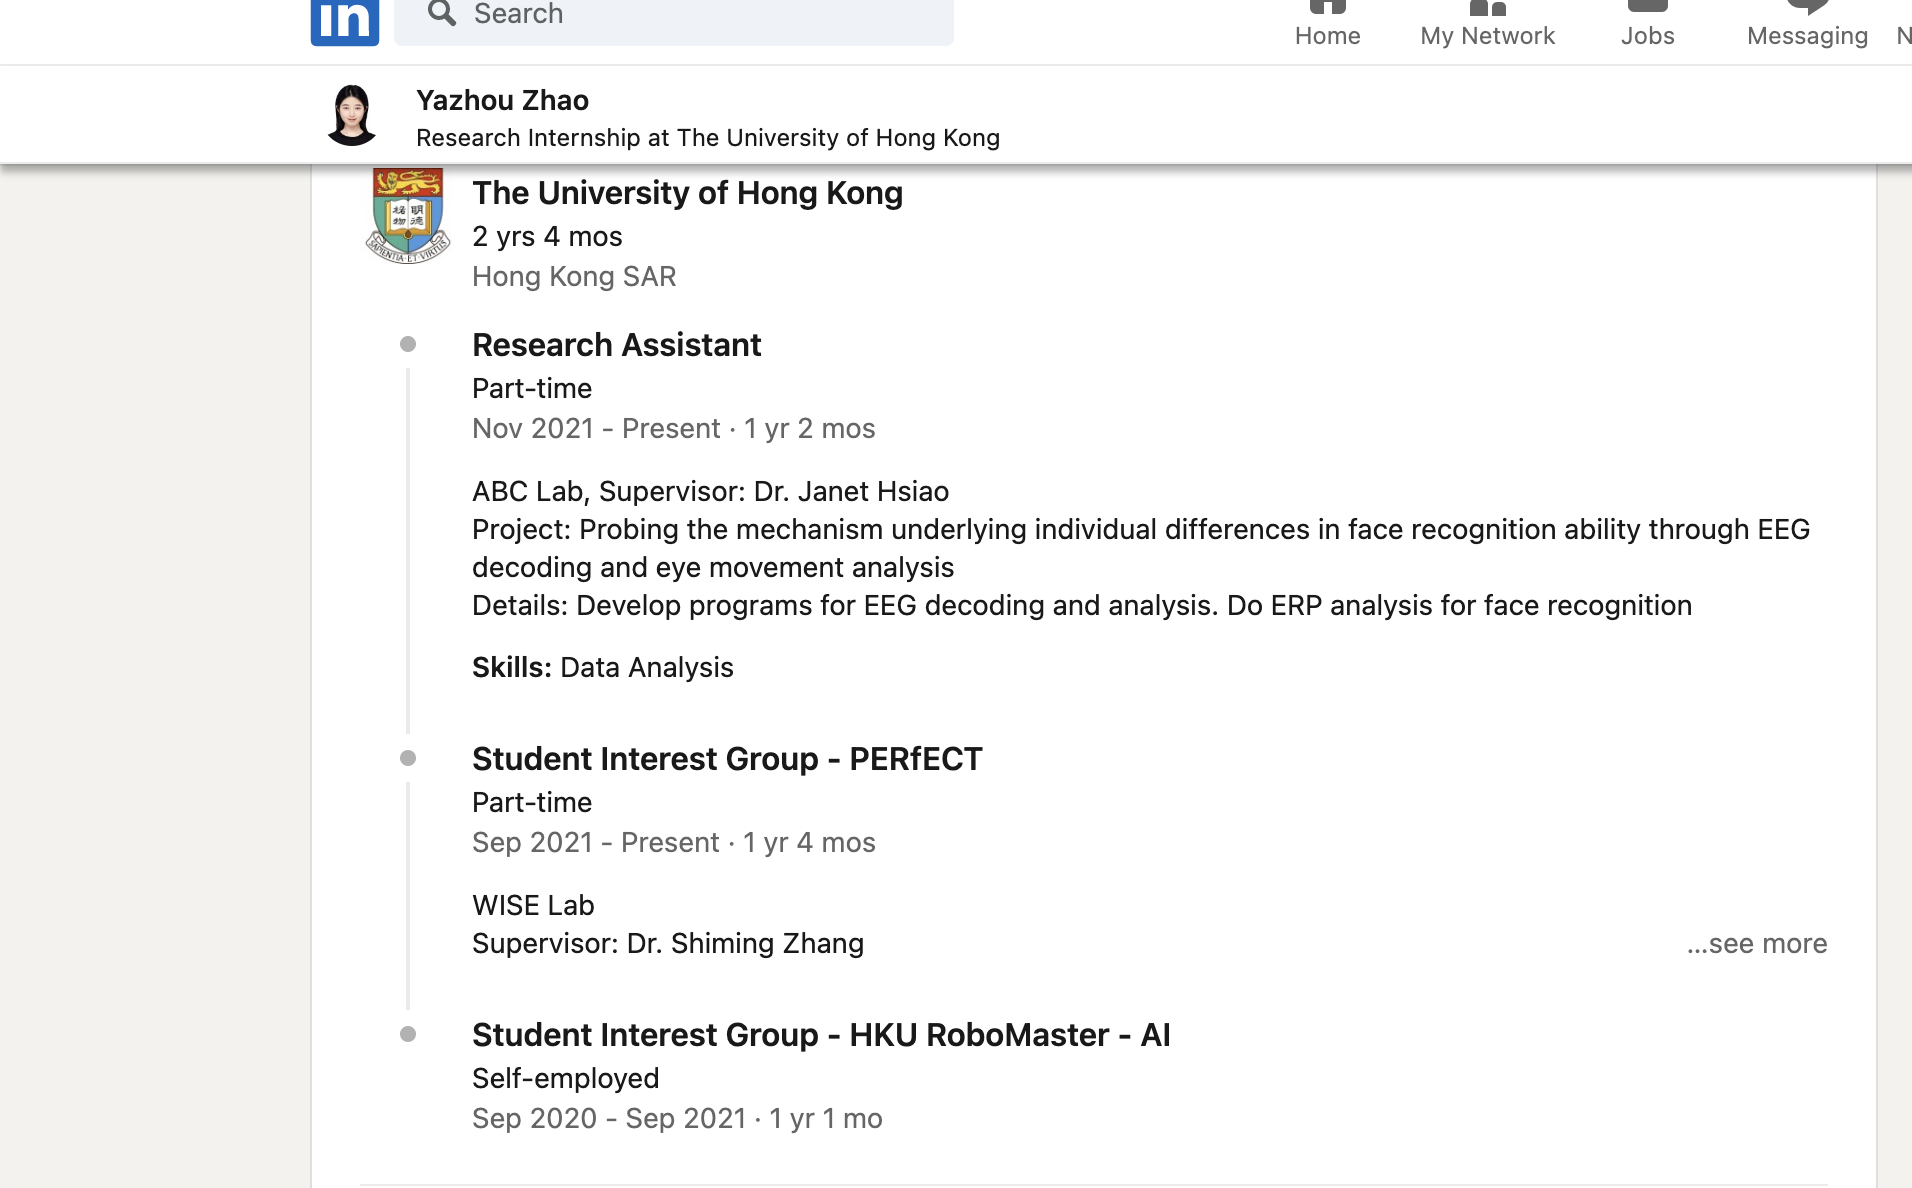 in
Search
Home
My Network
Jobs
Messaging
N
Yazhou Zhao
Research Internship at The University of Hong Kong
明德
格物
SAPIENTIA·ET·VIRTUS
The University of Hong Kong
2 yrs 4 mos
Hong Kong SAR
Research Assistant
Part-time
Nov 2021 - Present · 1 yr 2 mos
ABC Lab, Supervisor: Dr. Janet Hsiao
Project: Probing the mechanism underlying individual differences in face recognition ability through EEG
decoding and eye movement analysis
Details: Develop programs for EEG decoding and analysis. Do ERP analysis for face recognition
Skills: Data Analysis
Student Interest Group - PERfECT
Part-time
Sep 2021 - Present · 1 yr 4 mos
WISE Lab
Supervisor: Dr. Shiming Zhang
...see more
Student Interest Group - HKU RoboMaster - AI
Self-employed
Sep 2020 - Sep 2021 · 1 yr 1 mo